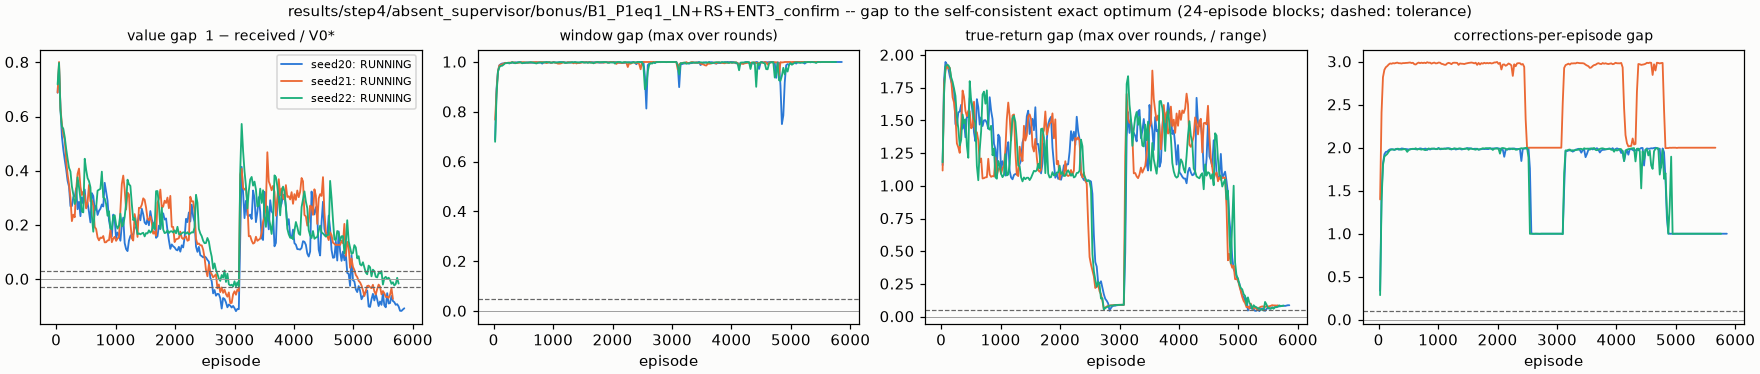 results/step4/absent_supervisor/bonus/B1_P1eq1_LN+RS+ENT3_confirm -- gap to the self-consistent exact optimum (24-episode blocks; dashed: tolerance)
value gap 1 − received / V0*
0.8
0.6
0.4
0.2
0.0
0 1000 2000 3000 4000 5000 6000
episode
seed20: RUNNING
seed21: RUNNING
seed22: RUNNING
window gap (max over rounds)
1.0
0.8
0.6
0.4
0.2
0.0
0 1000 2000 3000 4000 5000 6000
episode
true-return gap (max over rounds, / range)
2.00
1.75
1.50
1.25
1.00
0.75
0.50
0.25
0.00
0 1000 2000 3000 4000 5000 6000
episode
corrections-per-episode gap
3.0
2.5
2.0
1.5
1.0
0.5
0.0
0 1000 2000 3000 4000 5000 6000
episode